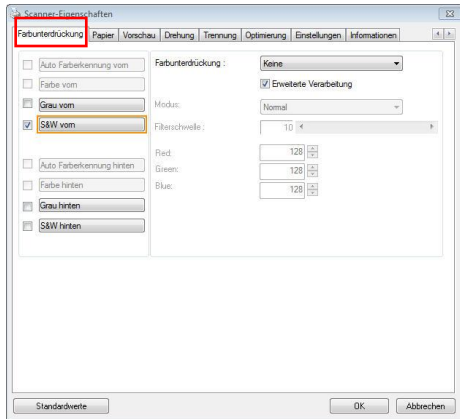 Scanner-Eigenschaften
Farbunterdrückung Papier Vorschau Drehung Trennung Optimierung Einstellungen Informationen
Auto Farberkennung vorn
Farbe vorn
Grau vorn
S&W vorn
Auto Farberkennung hinten
Farbe hinten
Grau hinten
S&W hinten
Farbunterdrückung : Keine
Erweiterte Verarbeitung
Modus: Normal
Filterschwelle : 10
Red: 128
Green: 128
Blue: 128
Standardwerte OK Abbrechen